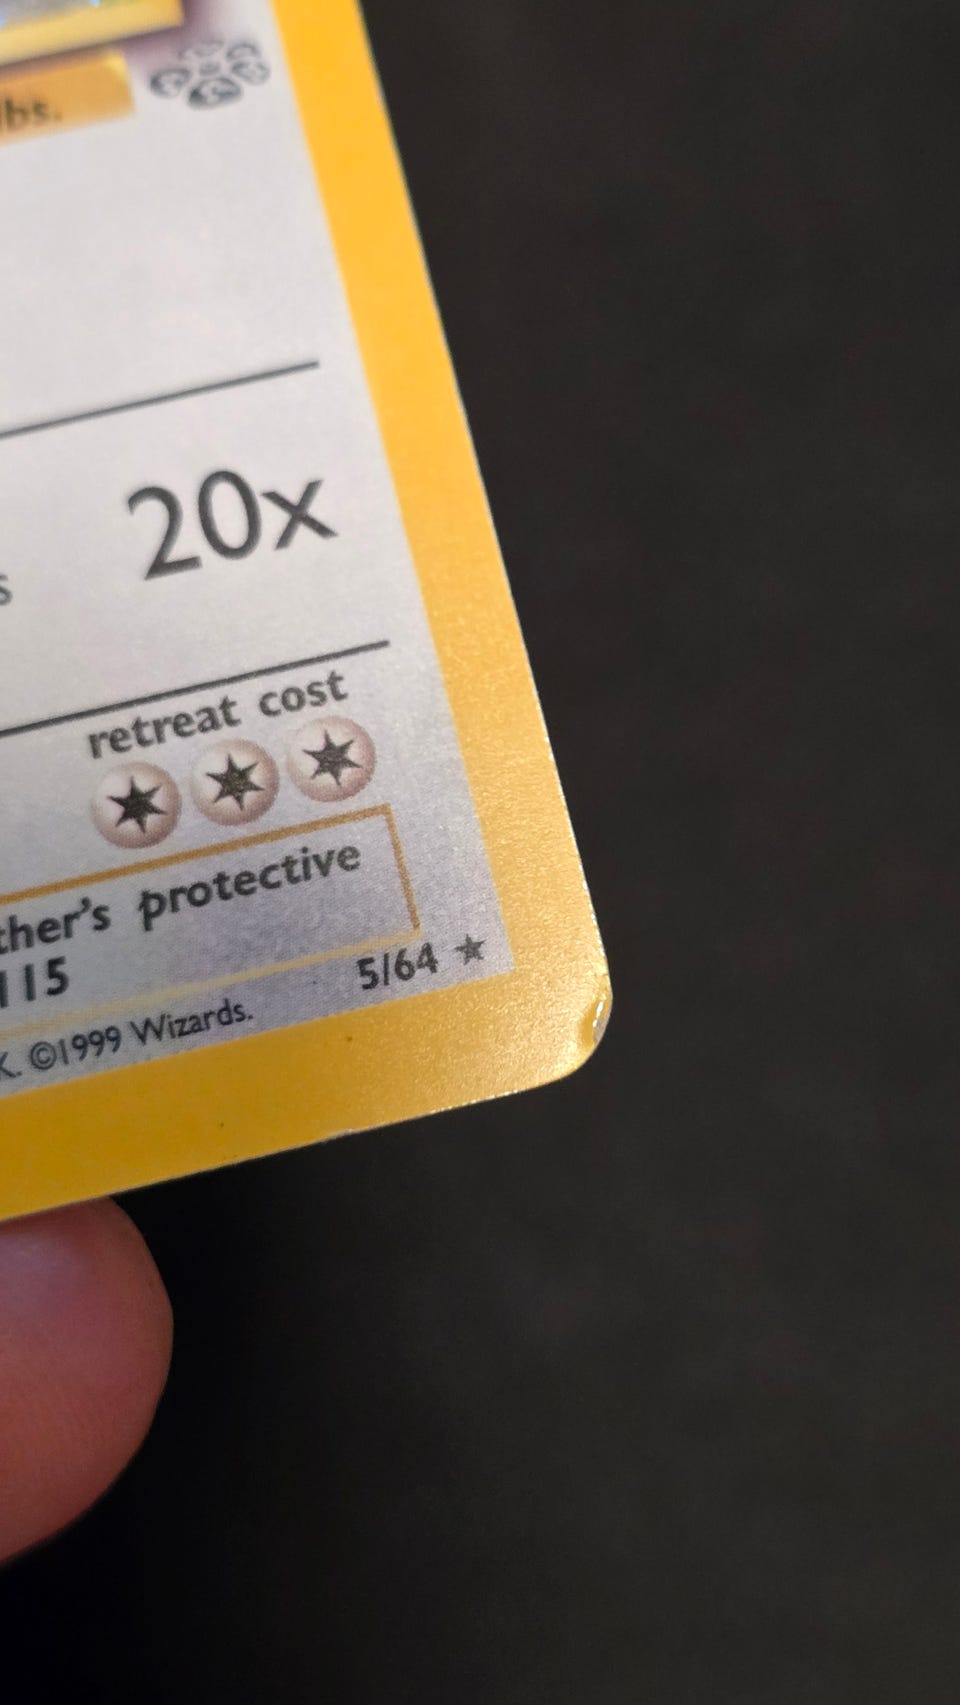 lbs.
s 20x
retreat cost
ther's protective
115 5/64 ★
K. ©1999 Wizards.